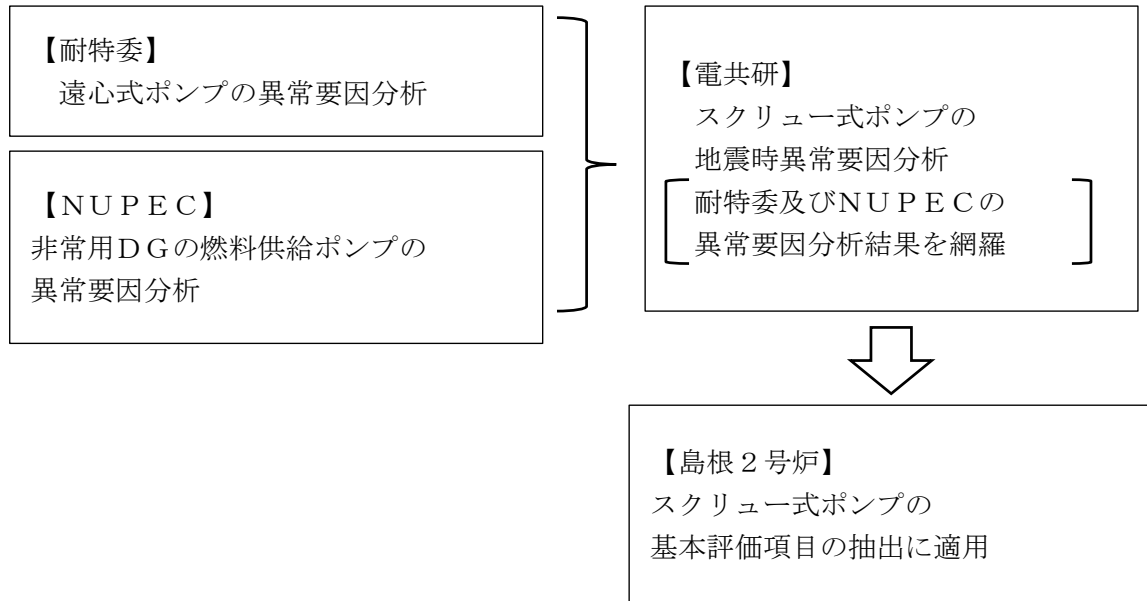 【耐特委】
遠心式ポンプの異常要因分析
【ＮＵＰＥＣ】
非常用ＤＧの燃料供給ポンプの
異常要因分析
【電共研】
スクリュー式ポンプの
地震時異常要因分析
耐特委及びＮＵＰＥＣの
異常要因分析結果を網羅
【島根２号炉】
スクリュー式ポンプの
基本評価項目の抽出に適用